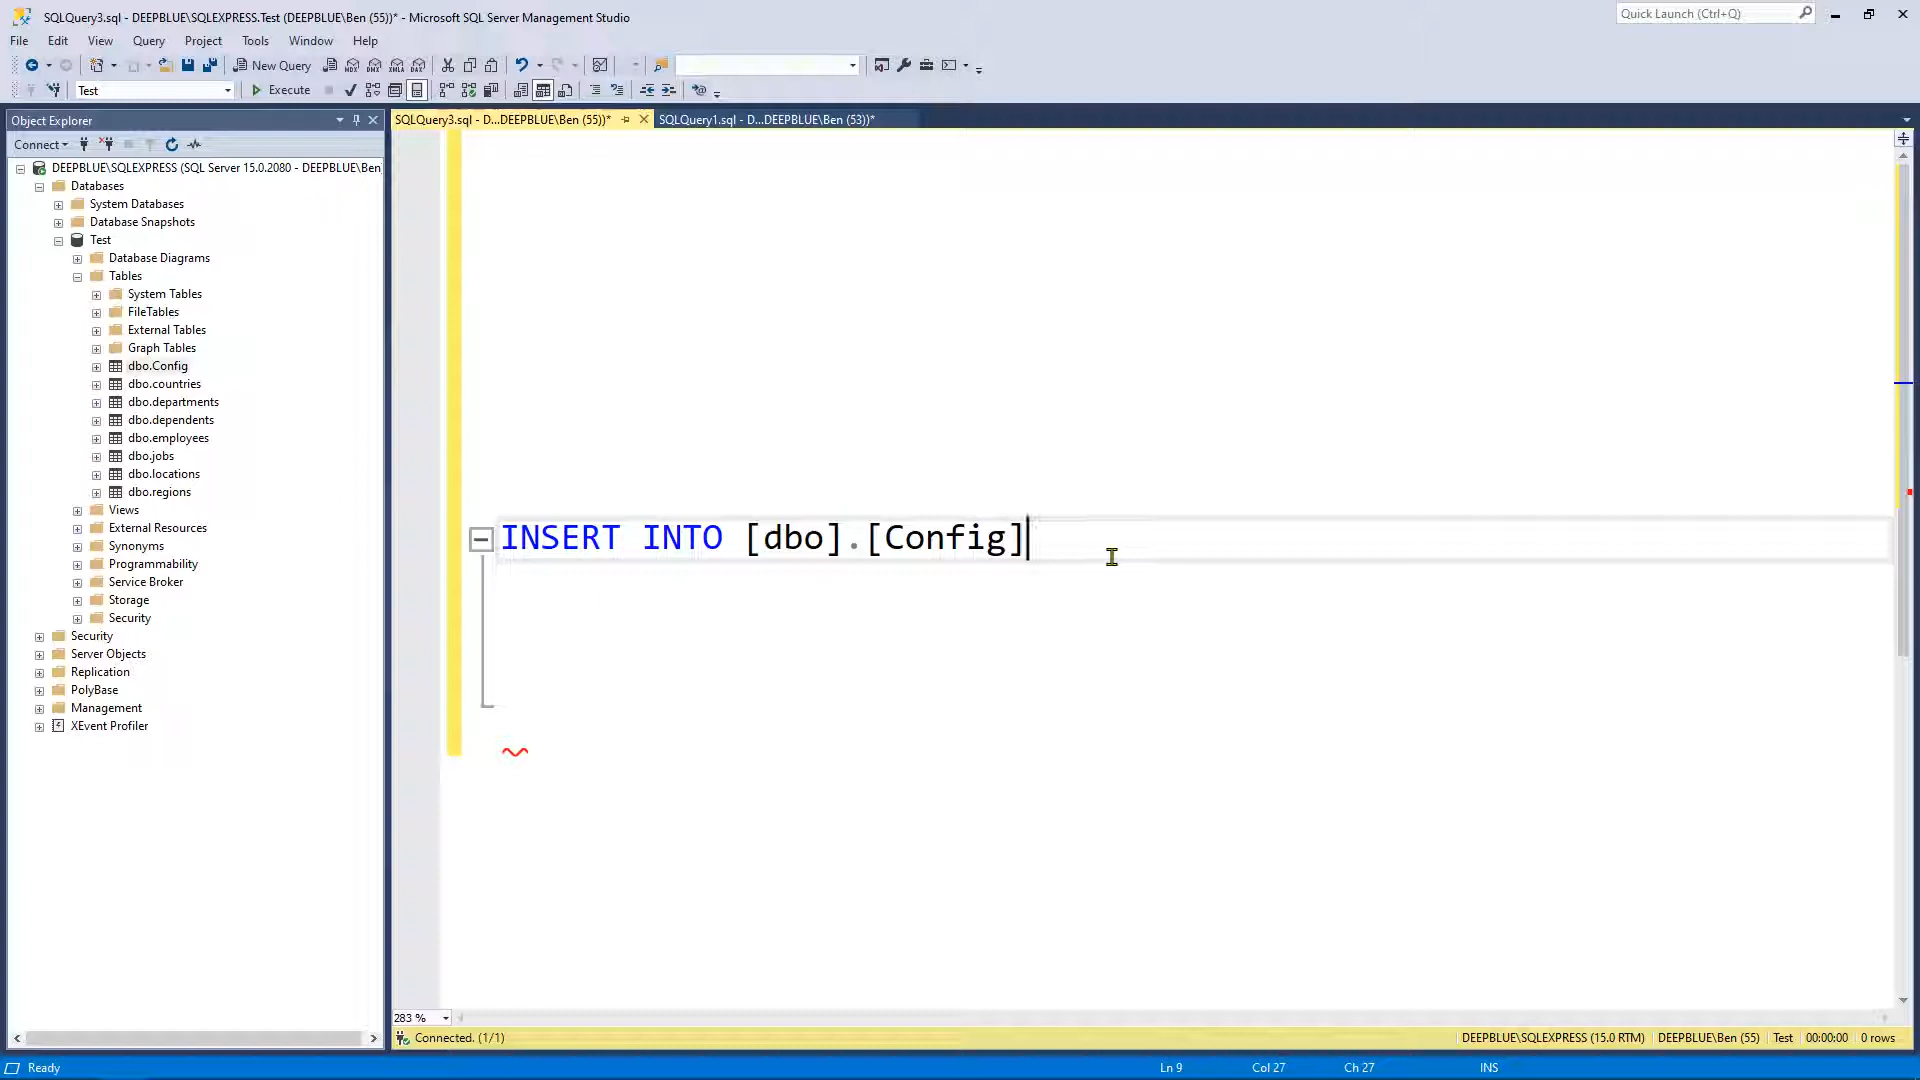 SQLQuery3.sql - DEEPBLUE\SQLEXPRESS.Test (DEEPBLUE\Ben (55))* - Microsoft SQL Server Management Studio
Quick Launch (Ctrl+Q)
File Edit View Query Project Tools Window Help
New Query
Test Execute
Object Explorer
SQLQuery3.sql - D...DEEPBLUE\Ben (55))* SQLQuery1.sql - D...DEEPBLUE\Ben (53))*
Connect
DEEPBLUE\SQLEXPRESS (SQL Server 15.0.2080 - DEEPBLUE\Ben
Databases
System Databases
Database Snapshots
Test
Database Diagrams
Tables
System Tables
FileTables
External Tables
Graph Tables
dbo.Config
dbo.countries
dbo.departments
dbo.dependents
dbo.employees
dbo.jobs
dbo.locations
dbo.regions
Views
External Resources
Synonyms
Programmability
Service Broker
Storage
Security
Security
Server Objects
Replication
PolyBase
Management
XEvent Profiler
INSERT INTO [dbo].[Config]
283 %
Connected. (1/1)
DEEPBLUE\SQLEXPRESS (15.0 RTM) DEEPBLUE\Ben (55) Test 00:00:00 0 rows
Ready Ln 9 Col 27 Ch 27 INS